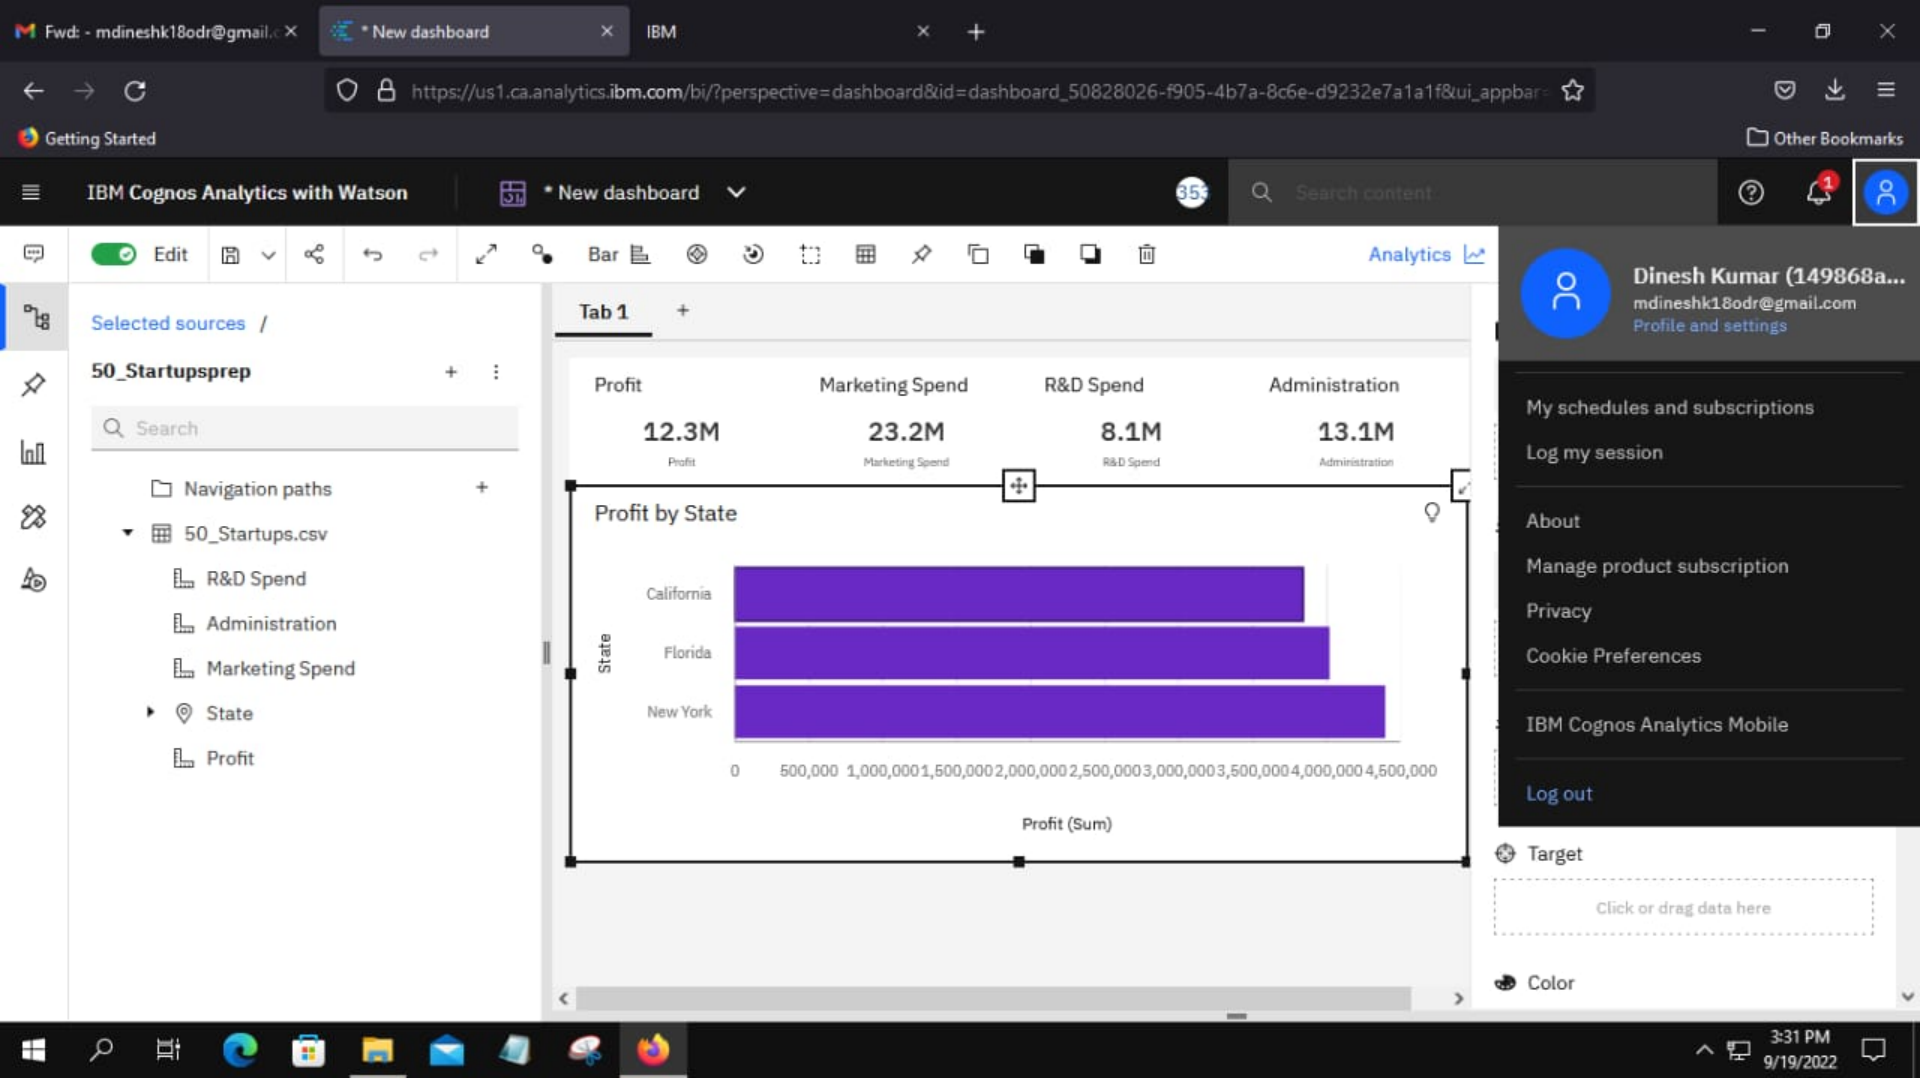 Fwd: - mdineshk18odr@gmail.c
* New dashboard
IBM
https://us1.ca.analytics.ibm.com/bi/?perspective=dashboard&id=dashboard_50828026-f905-4b7a-8c6e-d9232e7a1a1f&ui_appbar=
Getting Started
Other Bookmarks
IBM Cognos Analytics with Watson
* New dashboard
353
Search content
1
Edit
Bar
Analytics
Dinesh Kumar (149868a...
mdineshk18odr@gmail.com
Profile and settings
My schedules and subscriptions
Log my session
About
Manage product subscription
Privacy
Cookie Preferences
IBM Cognos Analytics Mobile
Log out
Selected sources /
50_Startupsprep
Search
Navigation paths
50_Startups.csv
R&D Spend
Administration
Marketing Spend
State
Profit
Tab 1
Profit Marketing Spend R&D Spend Administration
12.3M 23.2M 8.1M 13.1M
Profit Marketing Spend R&D Spend Administration
Profit by State
State
California
Florida
New York
0 500,000 1,000,000 1,500,000 2,000,000 2,500,000 3,000,000 3,500,000 4,000,000 4,500,000
Profit (Sum)
Target
Click or drag data here
Color
3:31 PM
9/19/2022